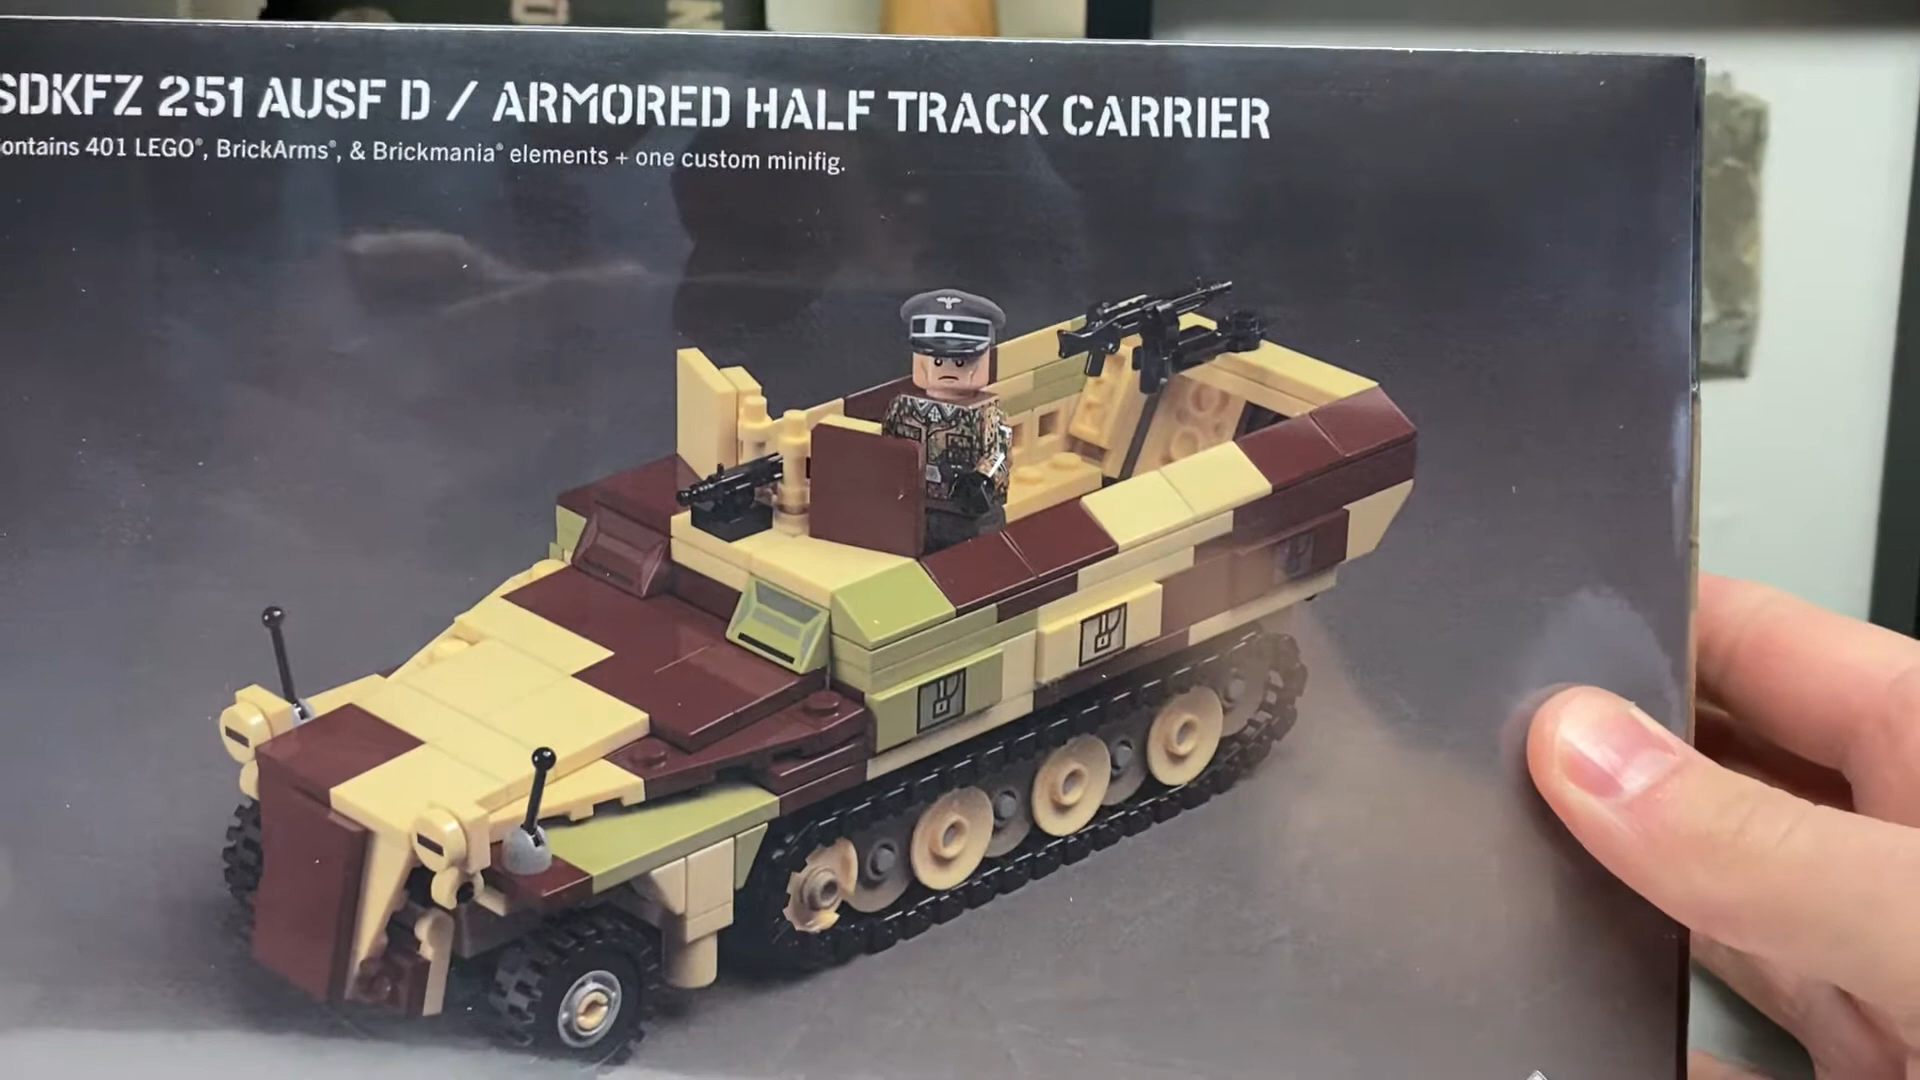 SDKFZ 251 AUSF D / ARMORED HALF TRACK CARRIER
ontains 401 LEGO®, BrickArms®, & Brickmania® elements + one custom minifig.